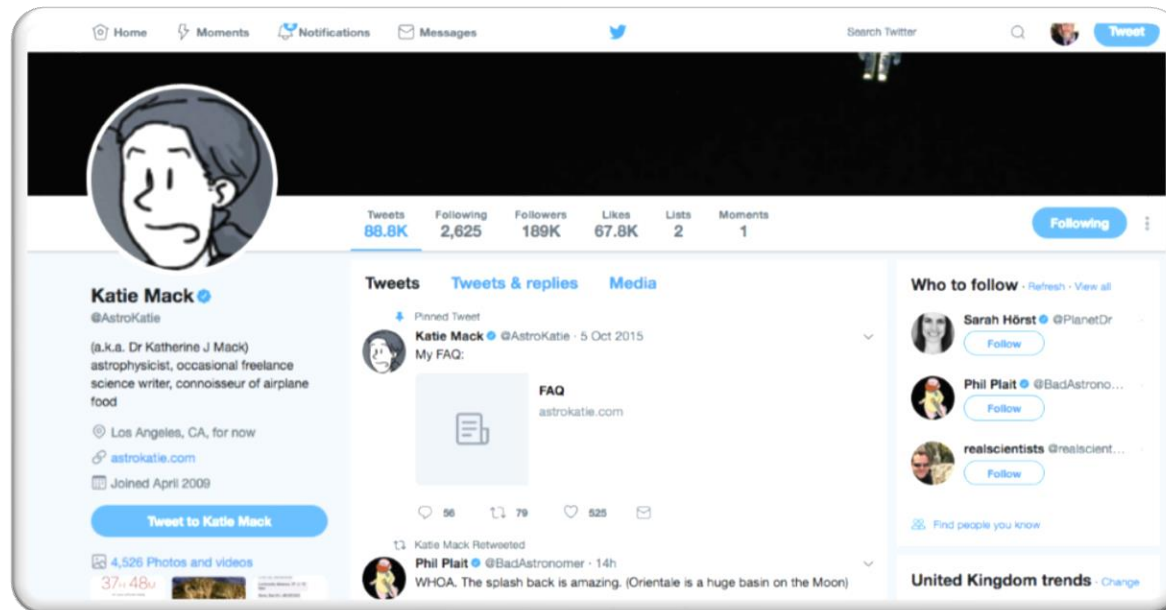 Home Moments Notifications Messages Search Twitter Tweet
Tweets Following Followers Likes Lists Moments
88.8K 2,625 189K 67.8K 2 1
Following
Katie Mack
@AstroKatie
(a.k.a. Dr Katherine J Mack)
astrophysicist, occasional freelance
science writer, connoisseur of airplane
food
Los Angeles, CA, for now
astrokatie.com
Joined April 2009
Tweet to Katie Mack
4,526 Photos and videos
Tweets Tweets & replies Media
Pinned Tweet
Katie Mack @AstroKatie · 5 Oct 2015
My FAQ:
FAQ
astrokatie.com
56 79 525
Katie Mack Retweeted
Phil Plait @BadAstronomer · 14h
WHOA. The splash back is amazing. (Orientale is a huge basin on the Moon)
Who to follow · Refresh · View all
Sarah Hörst @PlanetDr
Follow
Phil Plait @BadAstrono...
Follow
realscientists @realscient...
Follow
Find people you know
United Kingdom trends · Change